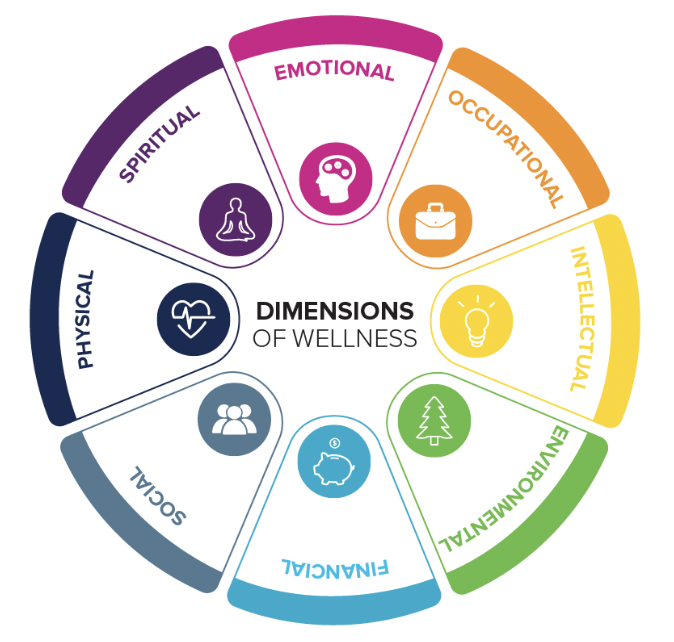 EMOTIONAL
OCCUPATIONAL
INTELLECTUAL
ENVIRONMENTAL
FINANCIAL
SOCIAL
PHYSICAL
SPIRITUAL
DIMENSIONS
OF WELLNESS
$